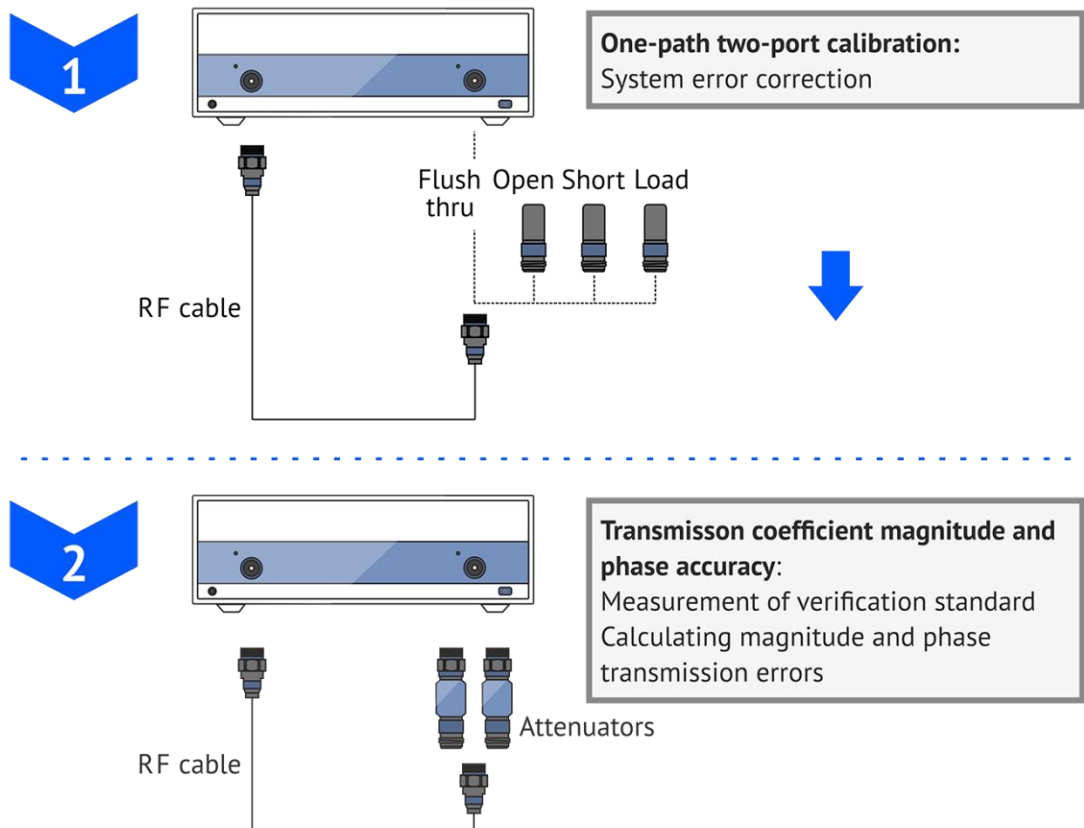 1
One-path two-port calibration:
System error correction
Flush Open Short Load
thru
RF cable
2
Transmisson coefficient magnitude and
phase accuracy:
Measurement of verification standard
Calculating magnitude and phase
transmission errors
Attenuators
RF cable